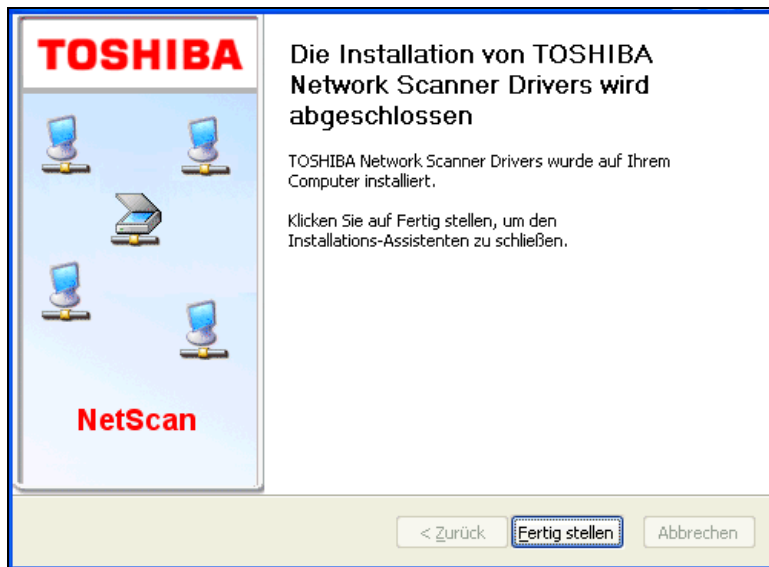 TOSHIBA
NetScan
Die Installation von TOSHIBA
Network Scanner Drivers wird
abgeschlossen
TOSHIBA Network Scanner Drivers wurde auf Ihrem
Computer installiert.
Klicken Sie auf Fertig stellen, um den
Installations-Assistenten zu schließen.
< Zurück
Fertig stellen
Abbrechen